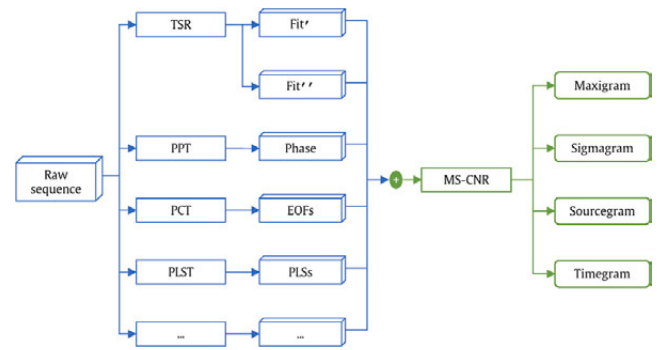 Raw
sequence
TSR
Fit′
Fit′′
PPT
Phase
PCT
EOFs
PLST
PLSs
...
...
+
MS-CNR
Maxigram
Sigmagram
Sourcegram
Timegram